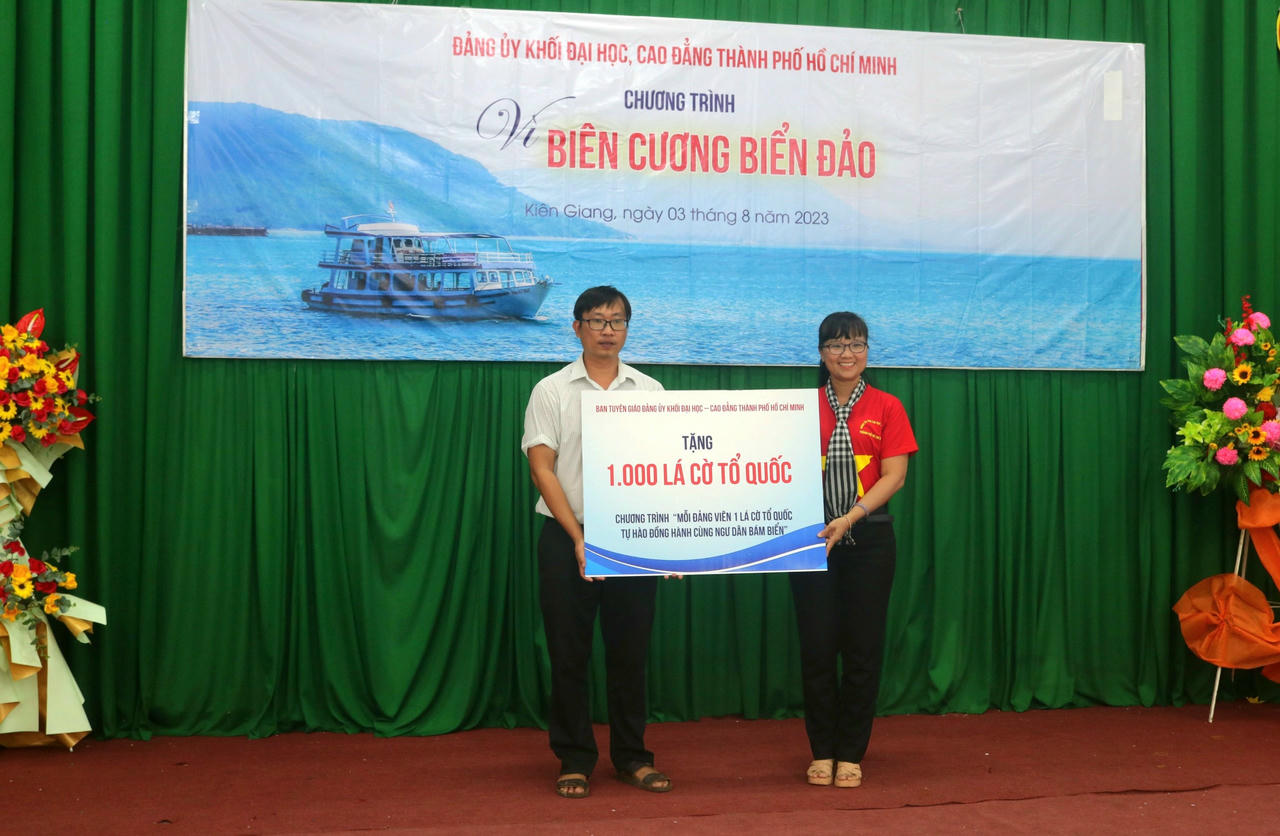 ĐẢNG ỦY KHỐI ĐẠI HỌC, CAO ĐẲNG THÀNH PHỐ HỒ CHÍ MINH
CHƯƠNG TRÌNH
Vì BIÊN CƯƠNG BIỂN ĐẢO
Kiên Giang, ngày 03 tháng 8 năm 2023
BAN TUYÊN GIÁO ĐẢNG ỦY KHỐI ĐẠI HỌC – CAO ĐẲNG THÀNH PHỐ HỒ CHÍ MINH
TẶNG
1.000 LÁ CỜ TỔ QUỐC
CHƯƠNG TRÌNH "MỖI ĐẢNG VIÊN 1 LÁ CỜ TỔ QUỐC
TỰ HÀO ĐỒNG HÀNH CÙNG NGƯ DÂN BÁM BIỂN"